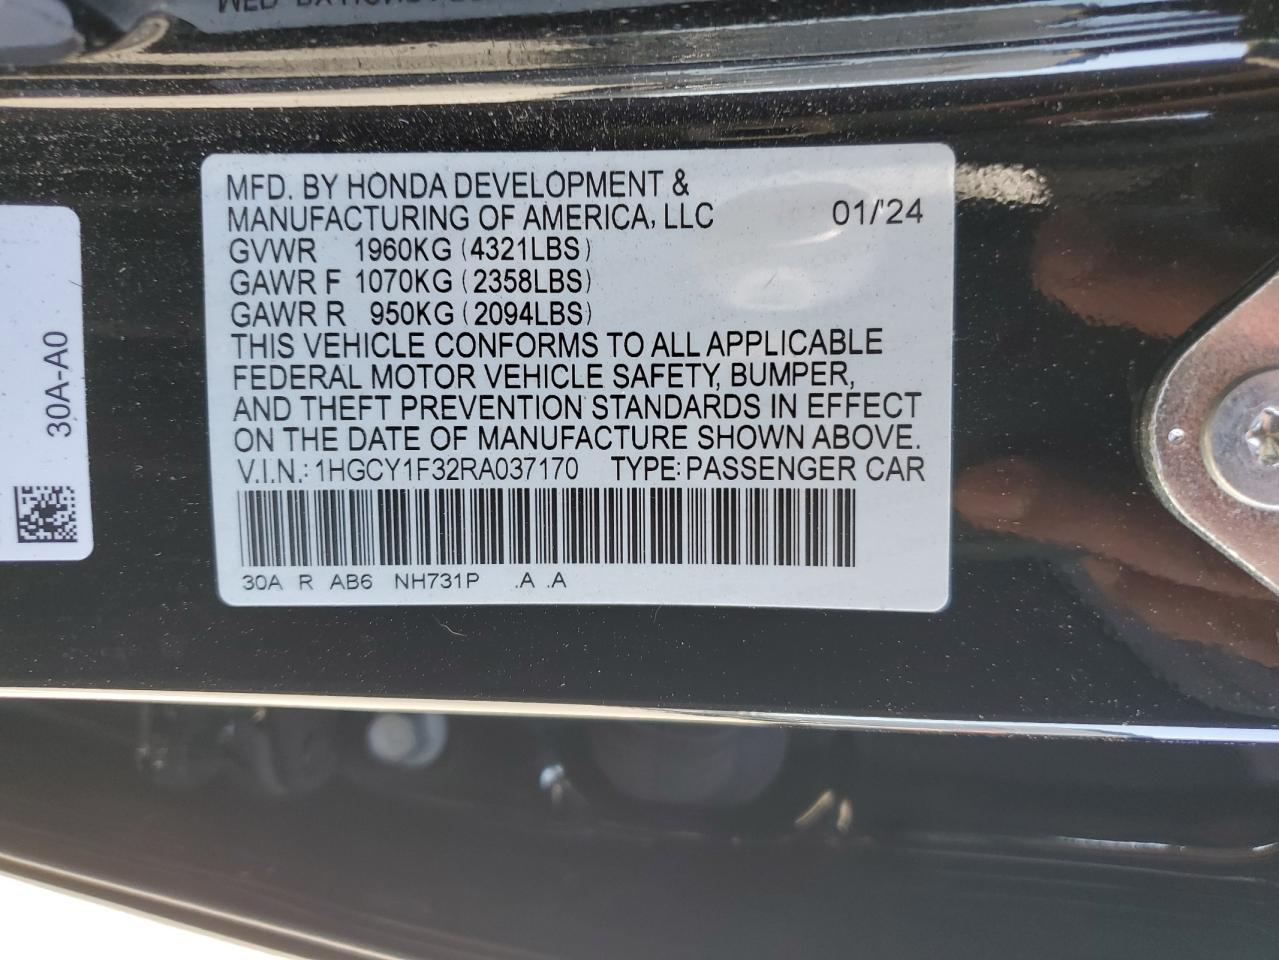 MFD. BY HONDA DEVELOPMENT &
MANUFACTURING OF AMERICA, LLC 01/'24
GVWR 1960KG (4321LBS)
GAWR F 1070KG (2358LBS)
GAWR R 950KG (2094LBS)
THIS VEHICLE CONFORMS TO ALL APPLICABLE
FEDERAL MOTOR VEHICLE SAFETY, BUMPER,
AND THEFT PREVENTION STANDARDS IN EFFECT
ON THE DATE OF MANUFACTURE SHOWN ABOVE.
V.I.N.: 1HGCY1F32RA037170 TYPE: PASSENGER CAR
30A R AB6 NH731P .A .A
30A-A0